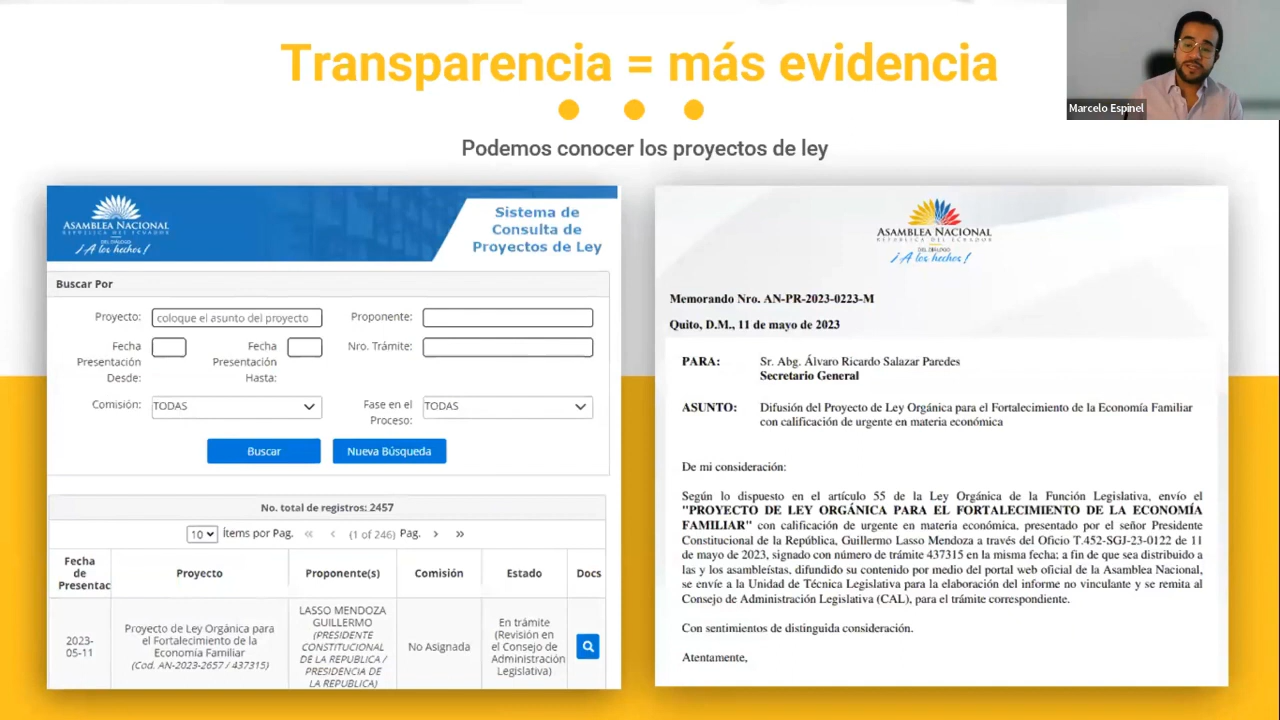 Transparencia = más evidencia
Marcelo Espinel
Podemos conocer los proyectos de ley
ASAMBLEA NACIONAL
REPÚBLICA DEL ECUADOR
DEL DIÁLOGO
¡A los hechos!
Sistema de
Consulta de
Proyectos de Ley
Buscar Por
Proyecto: coloque el asunto del proyecto Proponente:
Fecha Presentación Desde: Fecha Presentación Hasta: Nro. Trámite:
Comisión: TODAS Fase en el Proceso: TODAS
Buscar Nueva Búsqueda
No. total de registros: 2457
10 Ítems por Pag. « ‹ (1 of 246) Pag. › »
Fecha de Presentac Proyecto Proponente(s) Comisión Estado Docs
2023-
05-11
Proyecto de Ley Orgánica para
el Fortalecimiento de la
Economía Familiar
(Cod. AN-2023-2657 / 437315)
LASSO MENDOZA
GUILLERMO
(PRESIDENTE
CONSTITUCIONAL
DE LA REPUBLICA /
PRESIDENCIA DE
LA REPUBLICA)
No Asignada
En trámite
(Revisión en
el Consejo de
Administración
Legislativa)
ASAMBLEA NACIONAL
REPÚBLICA DEL ECUADOR
DEL DIÁLOGO
¡A los hechos!
Memorando Nro. AN-PR-2023-0223-M
Quito, D.M., 11 de mayo de 2023
PARA: Sr. Abg. Álvaro Ricardo Salazar Paredes
Secretario General
ASUNTO: Difusión del Proyecto de Ley Orgánica para el Fortalecimiento de la Economía Familiar
con calificación de urgente en materia económica
De mi consideración:
Según lo dispuesto en el artículo 55 de la Ley Orgánica de la Función Legislativa, envío el
"PROYECTO DE LEY ORGÁNICA PARA EL FORTALECIMIENTO DE LA ECONOMÍA
FAMILIAR" con calificación de urgente en materia económica, presentado por el señor Presidente
Constitucional de la República, Guillermo Lasso Mendoza a través del Oficio T.452-SGJ-23-0122 de 11
de mayo de 2023, signado con número de trámite 437315 en la misma fecha; a fin de que sea distribuido a
las y los asambleístas, difundido su contenido por medio del portal web oficial de la Asamblea Nacional,
se envíe a la Unidad de Técnica Legislativa para la elaboración del informe no vinculante y se remita al
Consejo de Administración Legislativa (CAL), para el trámite correspondiente.
Con sentimientos de distinguida consideración.
Atentamente,